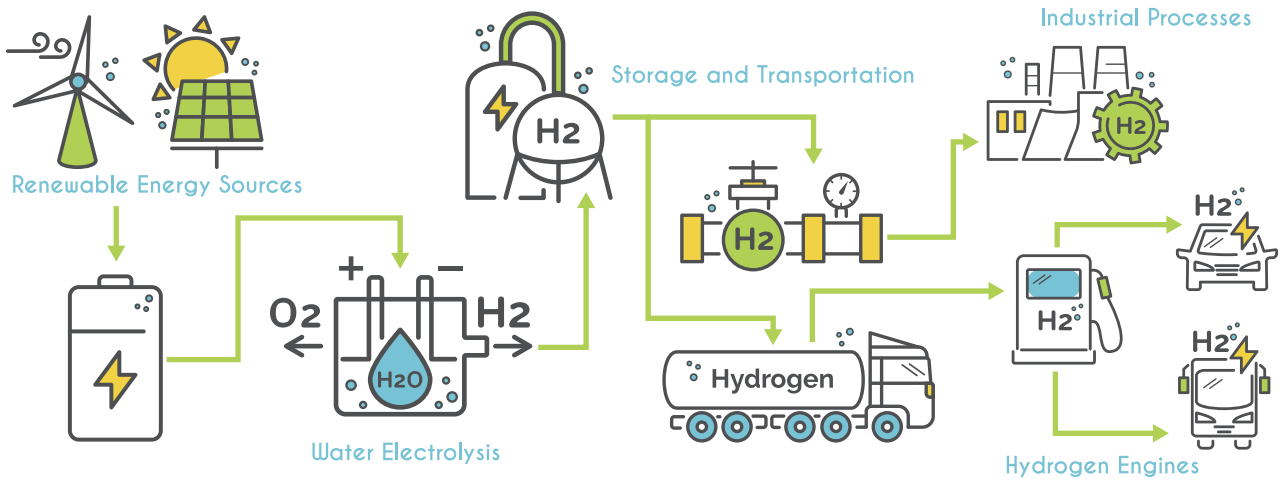 Renewable Energy Sources
+
−
O2
H2
H2O
Water Electrolysis
H2
Storage and Transportation
H2
Hydrogen
Industrial Processes
H2
H2
H2
H2
Hydrogen Engines